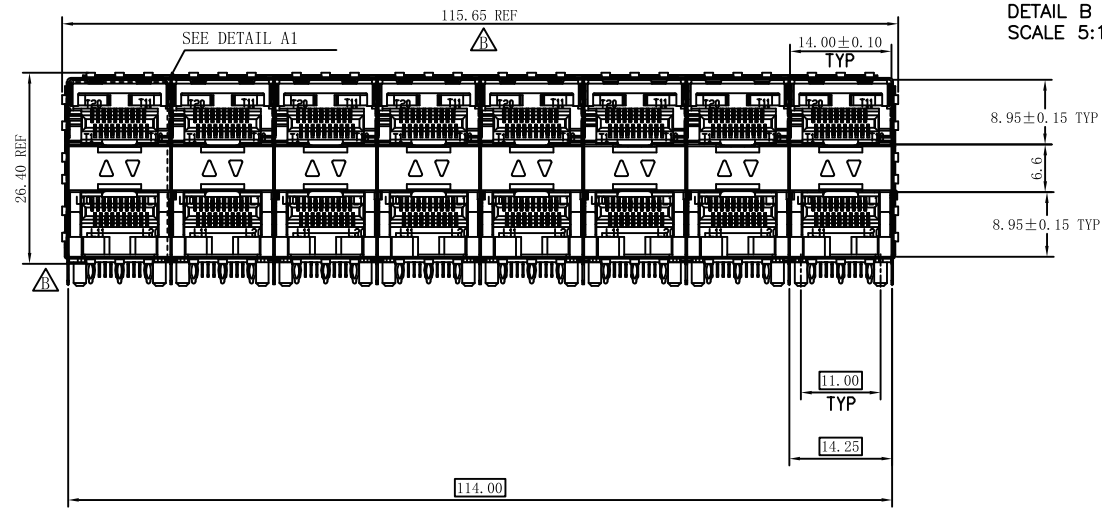 115.65 REF
DETAIL B
SCALE 5:1
SEE DETAIL A1
B
14.00±0.10
TYP
8.95±0.15 TYP
26.40 REF
6.6
8.95±0.15 TYP
B
11.00
TYP
14.25
114.00